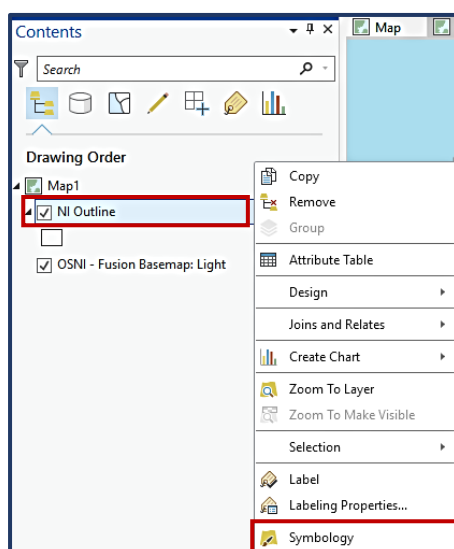 Contents
Map
Search
Drawing Order
Map1
NI Outline
OSNI - Fusion Basemap: Light
Copy
Remove
Group
Attribute Table
Design
Joins and Relates
Create Chart
Zoom To Layer
Zoom To Make Visible
Selection
Label
Labeling Properties...
Symbology